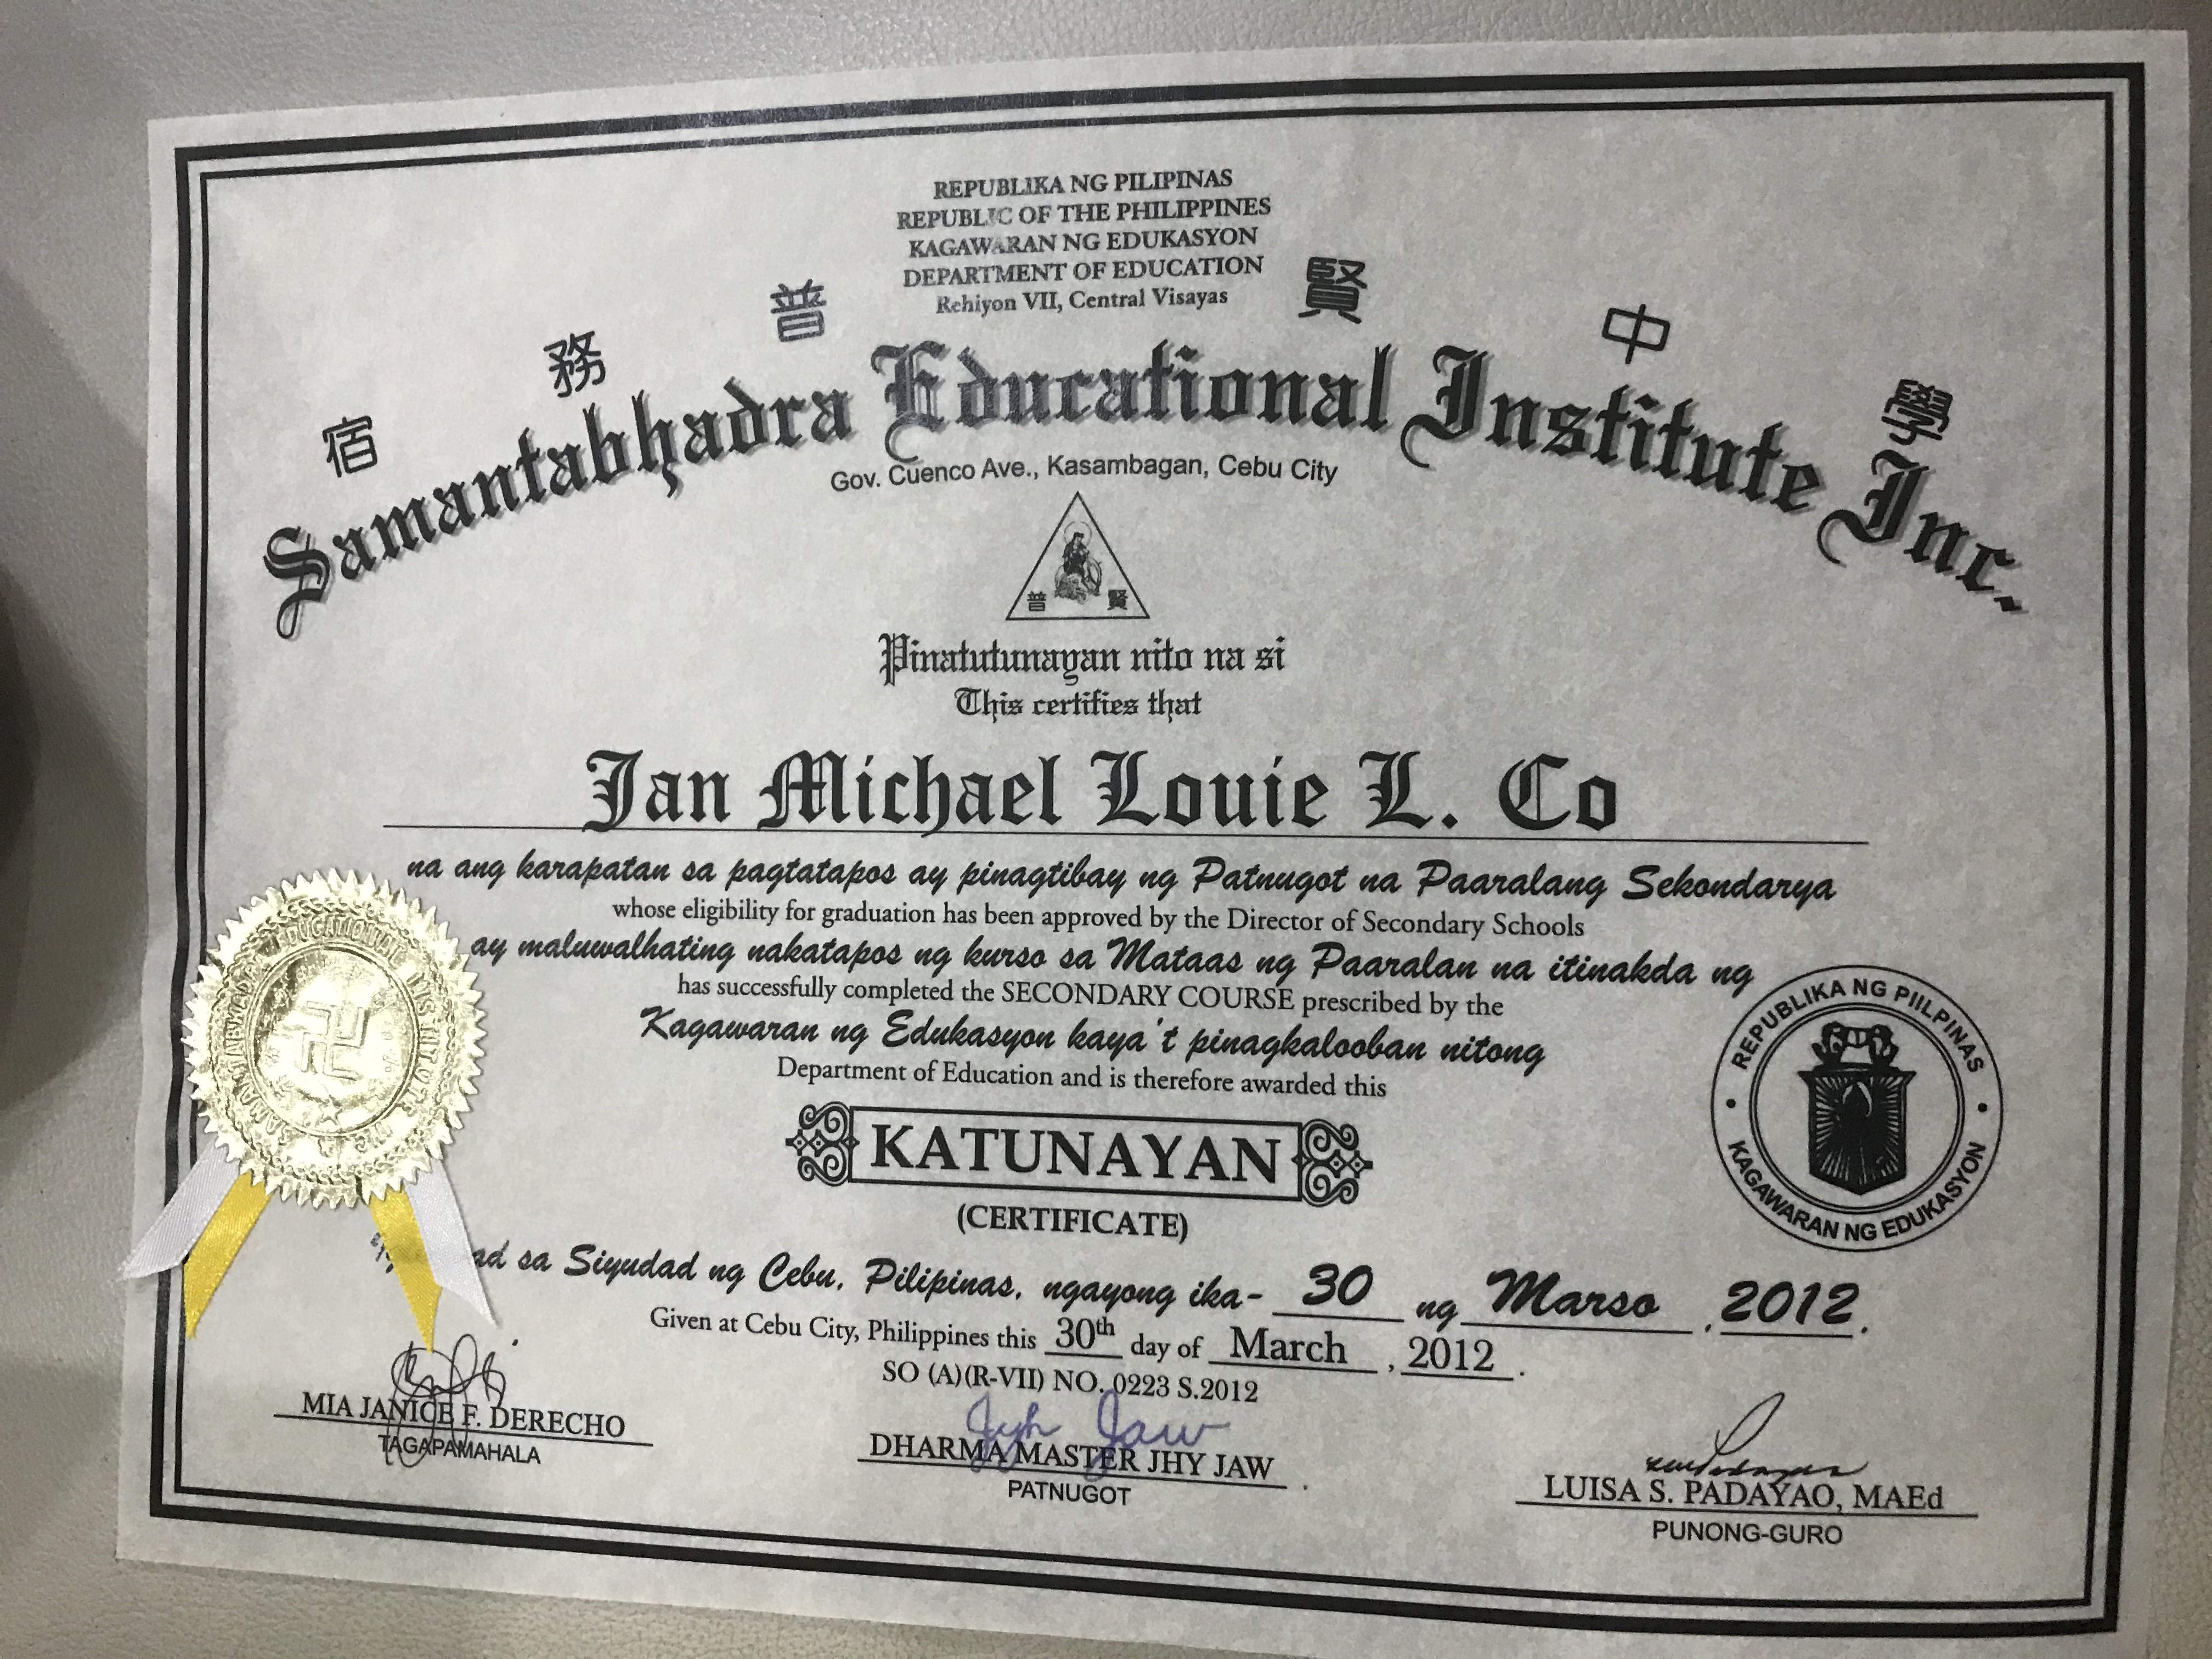 REPUBLIKA NG PILIPINAS
REPUBLIC OF THE PHILIPPINES
KAGAWARAN NG EDUKASYON
DEPARTMENT OF EDUCATION
Rehiyon VII, Central Visayas
宿務普賢中學
Samantabhadra Educational Institute Inc.
Gov. Cuenco Ave., Kasambagan, Cebu City
普 賢
Pinatutunayan nito na si
This certifies that
Jan Michael Louie L. Co
na ang karapatan sa pagtatapos ay pinagtibay ng Patnugot na Paaralang Sekondarya
whose eligibility for graduation has been approved by the Director of Secondary Schools
ay maluwalhating nakatapos ng kurso sa Mataas ng Paaralan na itinakda ng
has successfully completed the SECONDARY COURSE prescribed by the
Kagawaran ng Edukasyon kaya't pinagkalooban nitong
Department of Education and is therefore awarded this
KATUNAYAN
(CERTIFICATE)
SAMANTABHADRA EDUCATIONAL INSTITUTE INC.
REPUBLIKA NG PIILPINAS
KAGAWARAN NG EDUKASYON
sa Siyudad ng Cebu, Pilipinas, ngayong ika- 30 ng Marso, 2012.
Given at Cebu City, Philippines this 30th day of March, 2012.
SO (A)(R-VII) NO. 0223 S.2012
MIA JANICE F. DERECHO
TAGAPAMAHALA
Jyh Jaw
DHARMA MASTER JHY JAW
PATNUGOT
LUISA S. PADAYAO, MAEd
PUNONG-GURO